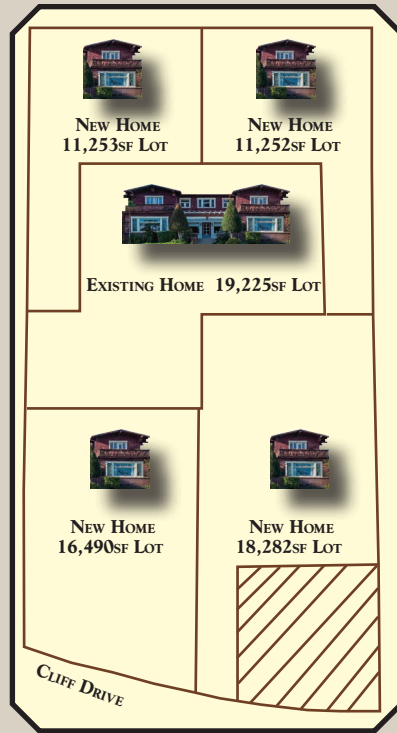 New Home
11,253sf Lot
New Home
11,252sf Lot
Existing Home 19,225sf Lot
New Home
16,490sf Lot
New Home
18,282sf Lot
Cliff Drive